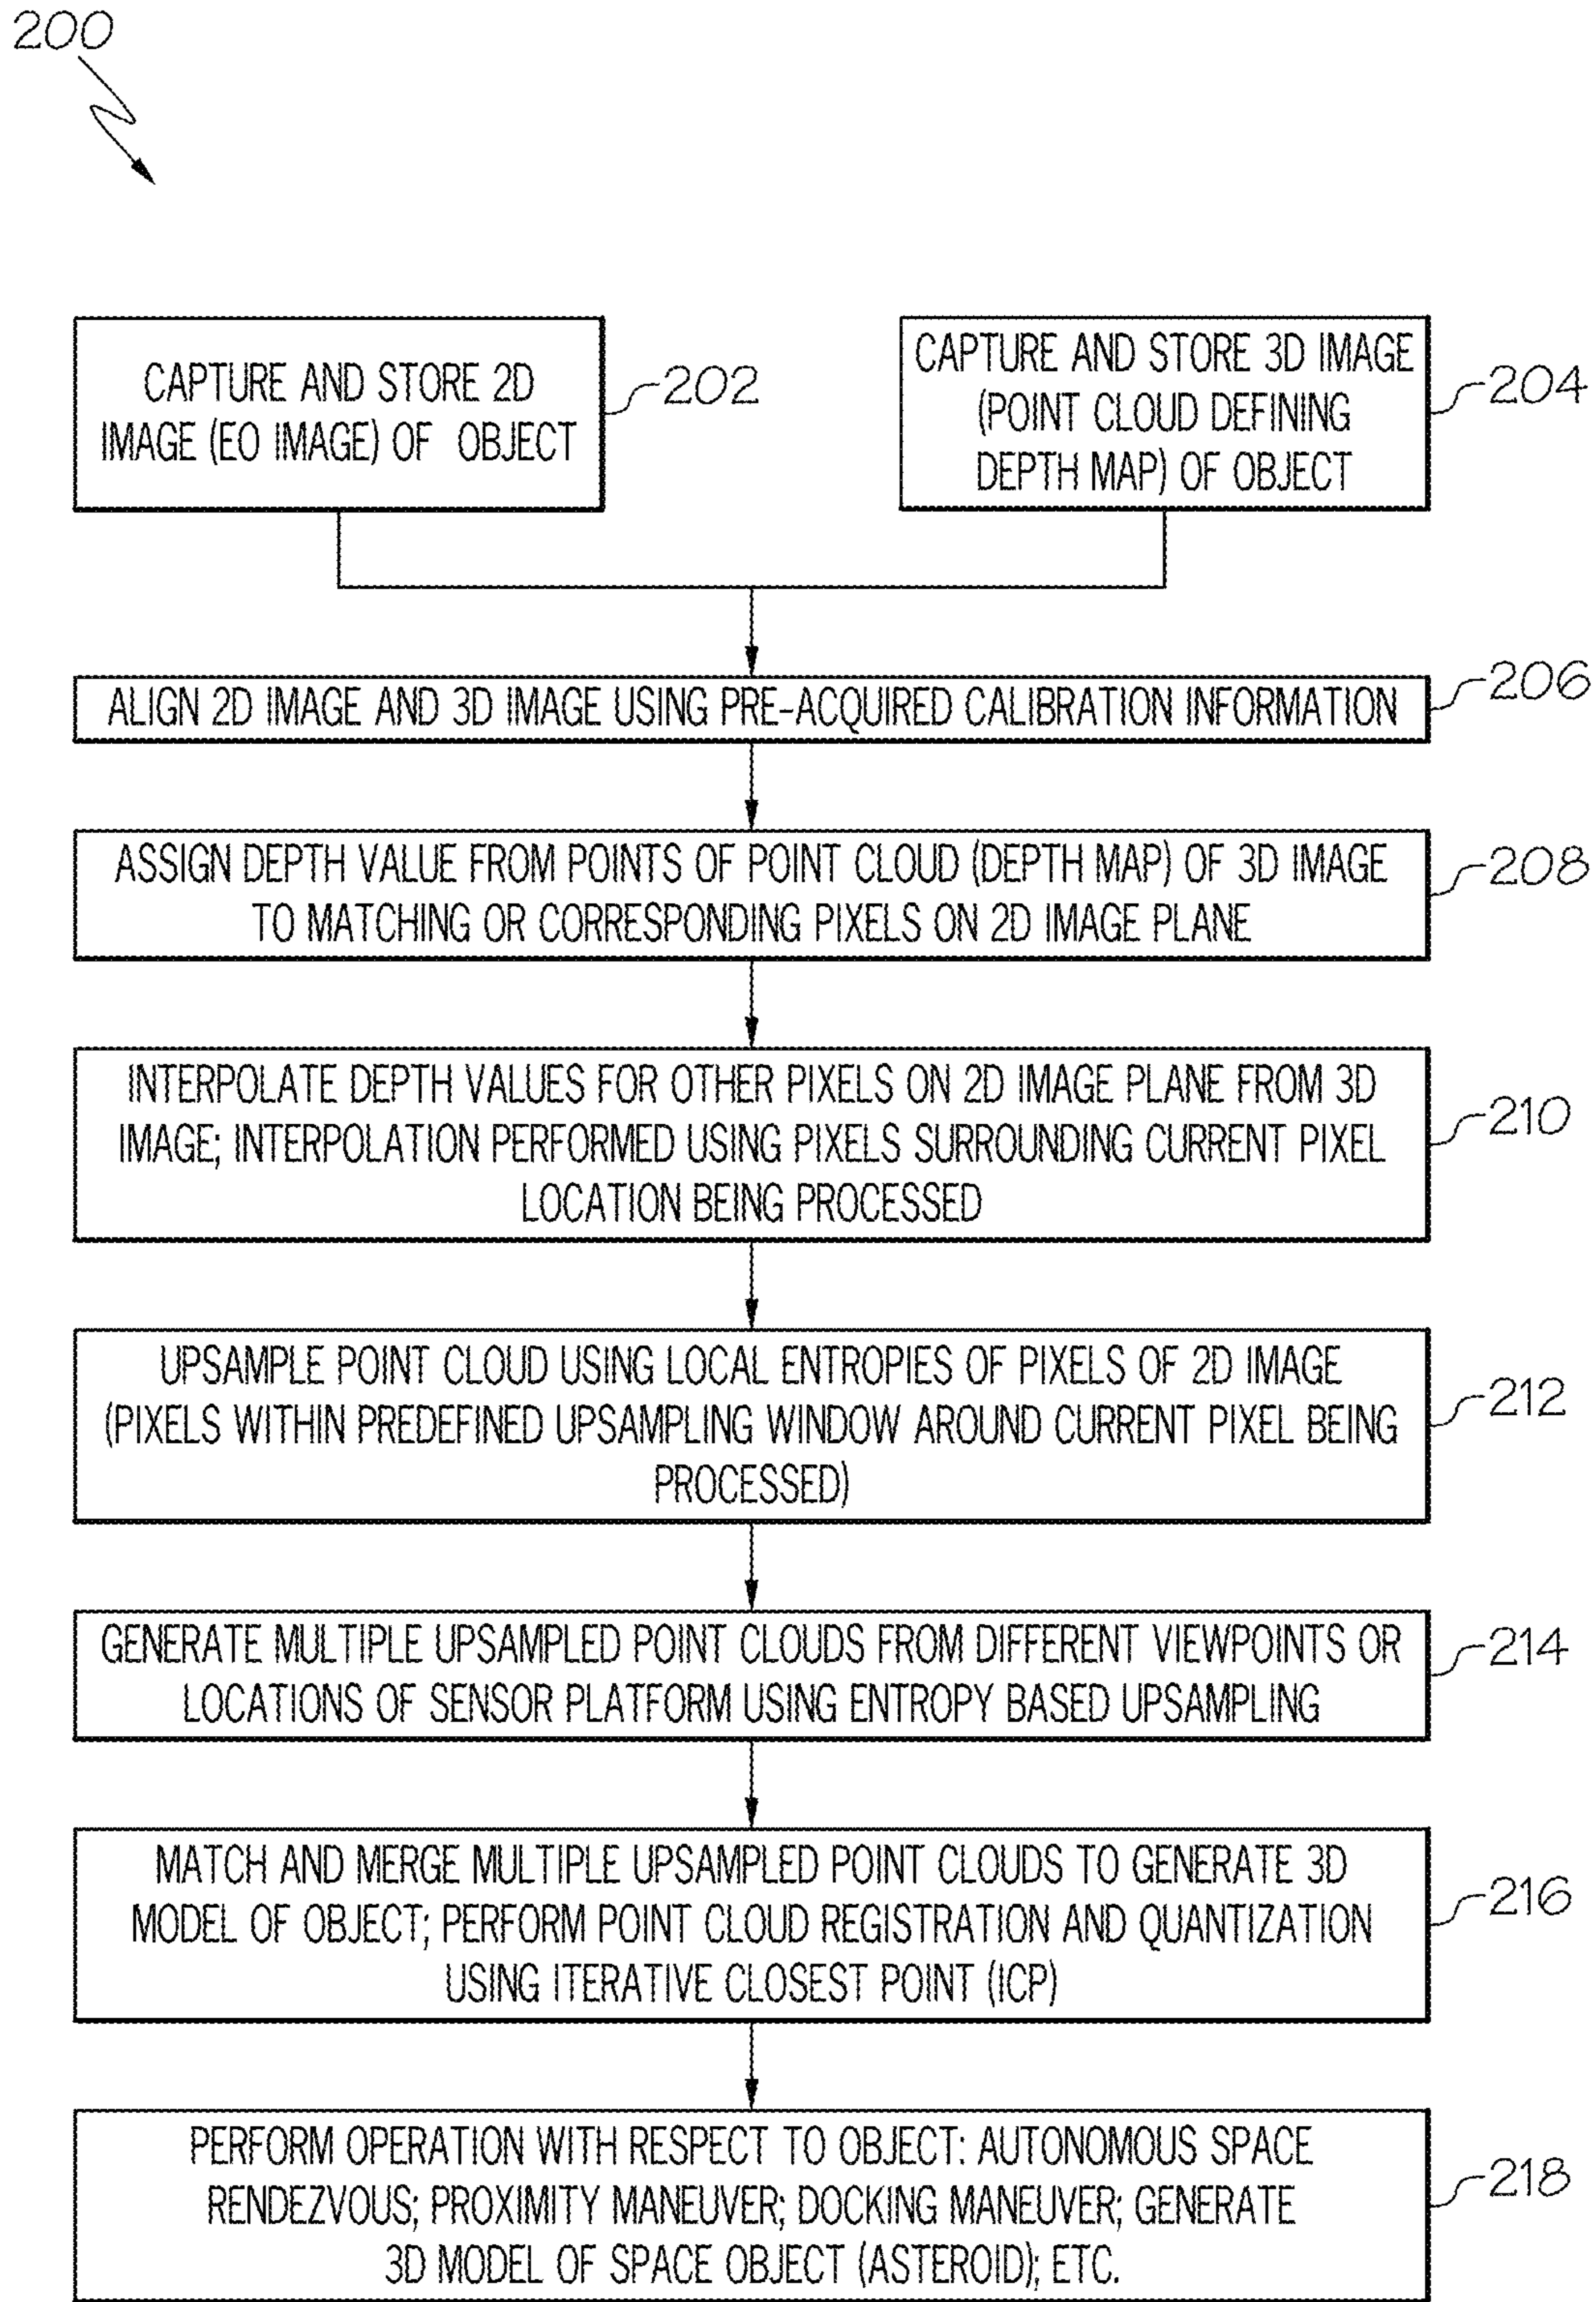 200
CAPTURE AND STORE 2D
IMAGE (EO IMAGE) OF OBJECT
202
CAPTURE AND STORE 3D IMAGE
(POINT CLOUD DEFINING
DEPTH MAP) OF OBJECT
204
ALIGN 2D IMAGE AND 3D IMAGE USING PRE-ACQUIRED CALIBRATION INFORMATION
206
ASSIGN DEPTH VALUE FROM POINTS OF POINT CLOUD (DEPTH MAP) OF 3D IMAGE
TO MATCHING OR CORRESPONDING PIXELS ON 2D IMAGE PLANE
208
INTERPOLATE DEPTH VALUES FOR OTHER PIXELS ON 2D IMAGE PLANE FROM 3D
IMAGE; INTERPOLATION PERFORMED USING PIXELS SURROUNDING CURRENT PIXEL
LOCATION BEING PROCESSED
210
UPSAMPLE POINT CLOUD USING LOCAL ENTROPIES OF PIXELS OF 2D IMAGE
(PIXELS WITHIN PREDEFINED UPSAMPLING WINDOW AROUND CURRENT PIXEL BEING
PROCESSED)
212
GENERATE MULTIPLE UPSAMPLED POINT CLOUDS FROM DIFFERENT VIEWPOINTS OR
LOCATIONS OF SENSOR PLATFORM USING ENTROPY BASED UPSAMPLING
214
MATCH AND MERGE MULTIPLE UPSAMPLED POINT CLOUDS TO GENERATE 3D
MODEL OF OBJECT; PERFORM POINT CLOUD REGISTRATION AND QUANTIZATION
USING ITERATIVE CLOSEST POINT (ICP)
216
PERFORM OPERATION WITH RESPECT TO OBJECT: AUTONOMOUS SPACE
RENDEZVOUS; PROXIMITY MANEUVER; DOCKING MANEUVER; GENERATE
3D MODEL OF SPACE OBJECT (ASTEROID); ETC.
218